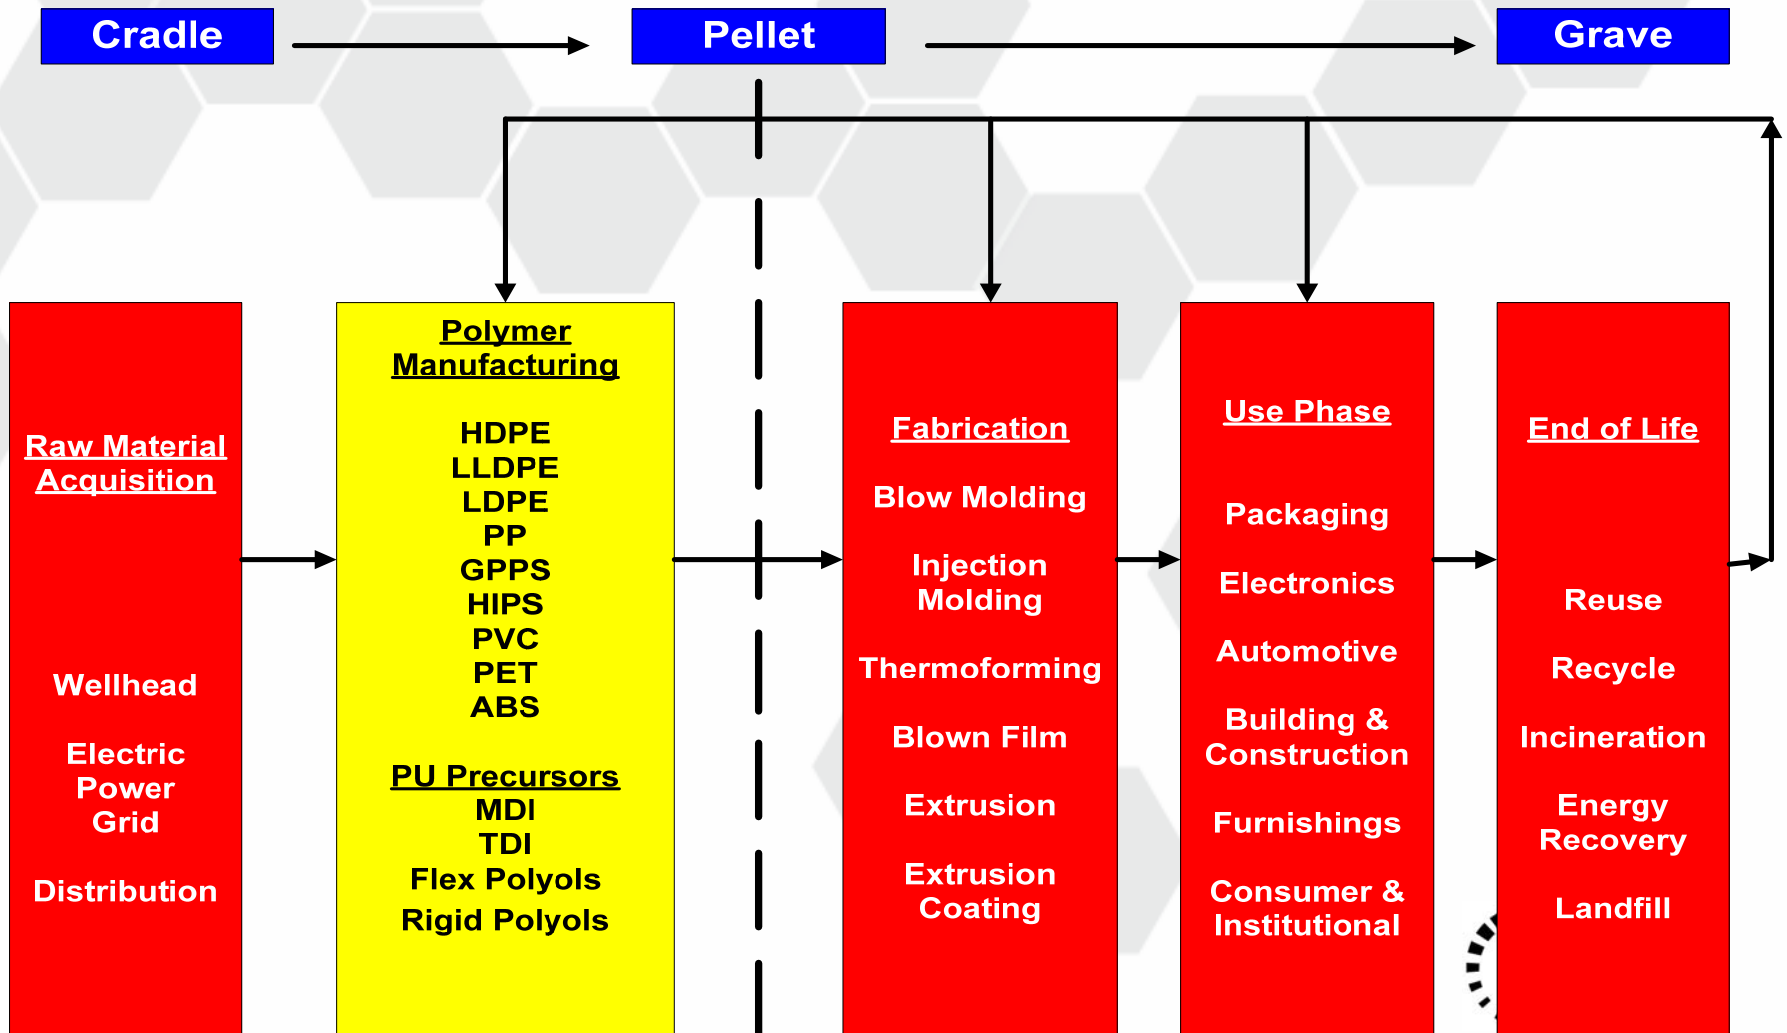 Cradle
Pellet
Grave
Raw Material
Acquisition
Wellhead
Electric
Power
Grid
Distribution
Polymer
Manufacturing
HDPE
LLDPE
LDPE
PP
GPPS
HIPS
PVC
PET
ABS
PU Precursors
MDI
TDI
Flex Polyols
Rigid Polyols
Fabrication
Blow Molding
Injection
Molding
Thermoforming
Blown Film
Extrusion
Extrusion
Coating
Use Phase
Packaging
Electronics
Automotive
Building &
Construction
Furnishings
Consumer &
Institutional
End of Life
Reuse
Recycle
Incineration
Energy
Recovery
Landfill